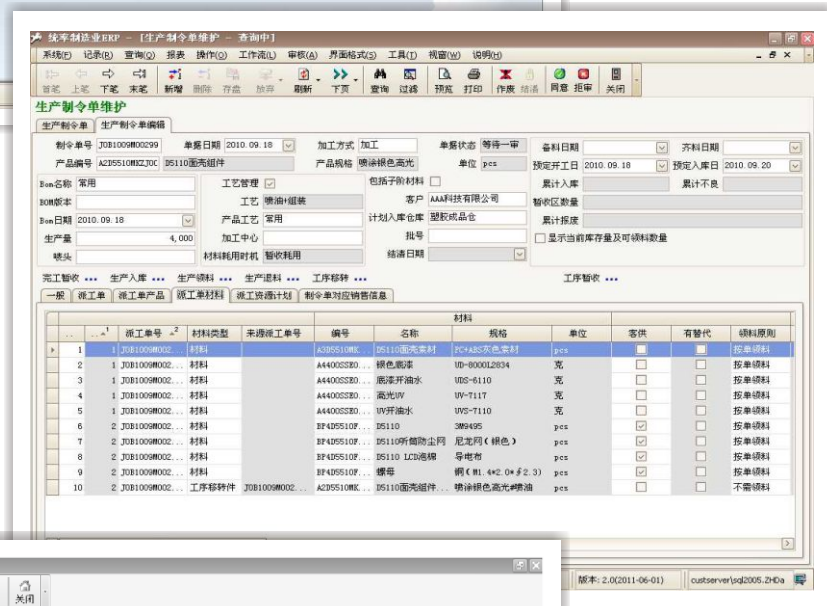 统率制造业ERP - [生产制令单维护 - 查询中]
系统(F) 记录(R) 查询(Q) 报表 操作(O) 工作流(L) 审核(A) 界面格式(S) 工具(T) 视窗(W) 说明(H)
首笔 上笔 下笔 末笔 新增 删除 存盘 放弃 刷新 下页 查询 过滤 预览 打印 作废 结清 同意 拒审 关闭
生产制令单维护
生产制令单 生产制令单编辑
制令单号 JOB1009M00299 单据日期 2010.09.18 加工方式 加工 单据状态 等待一审 备料日期 齐料日期
产品编号 D5110面壳组件 产品规格 喷涂银色高光 单位 pcs 预定开工日 2010.09.18 预定入库日 2010.09.20
Bom名称 常用 工艺管理 包括子阶材料 累计入库 累计不良
BOM版本 工艺 喷油+组装 客户 AAA科技有限公司 暂收区数量
Bom日期 2010.09.18 产品工艺 常用 计划入库仓库 塑胶成品仓 累计报废
生产量 4,000 加工中心 批号 显示当前库存量及可领料数量
喷头 材料耗用时机 暂收耗用 结清日期
完工暂收 ... 生产入库 ... 生产领料 ... 生产退料 ... 工序移转 ... 工序暂收 ...
一般 派工单 派工单产品 派工单材料 派工资源计划 制令单对应销售信息
材料
.. ..1 派工单号 2 材料类型 来源派工单号 编号 名称 规格 单位 客供 有替代 领料原则
1 1 JOB1009M002... 材料 A3D5510MK... D5110面壳素材 PC+ABS灰色素材 pcs 按单领料
2 1 JOB1009M002... 材料 A4400SSZ0... 银色底漆 UD-8000L2834 克 按单领料
3 1 JOB1009M002... 材料 A4400SSZ0... 底漆开油水 UDS-6110 克 按单领料
4 1 JOB1009M002... 材料 A4400SSZ0... 高光UV UV-7117 克 按单领料
5 1 JOB1009M002... 材料 A4400SSZ0... UV开油水 UVS-7110 克 按单领料
6 2 JOB1009M002... 材料 BP4D5510F... D5110 3M9495 pcs 按单领料
7 2 JOB1009M002... 材料 BP4D5510F... D5110听筒防尘网 尼龙网(银色) pcs 按单领料
8 2 JOB1009M002... 材料 BP4D5510F... D5110 LCD泡棉 导电布 pcs 按单领料
9 2 JOB1009M002... 材料 BP4D5510F... 螺母 铜(M1.4*2.0*∮2.3) pcs 按单领料
10 2 JOB1009M002... 工序移转件 JOB1009M002... A2D5510MK... D5110面壳组件... 喷涂银色高光#喷油 pcs 不需领料
版本: 2.0(2011-06-01) custserver\sql2005.ZHDa
关闭